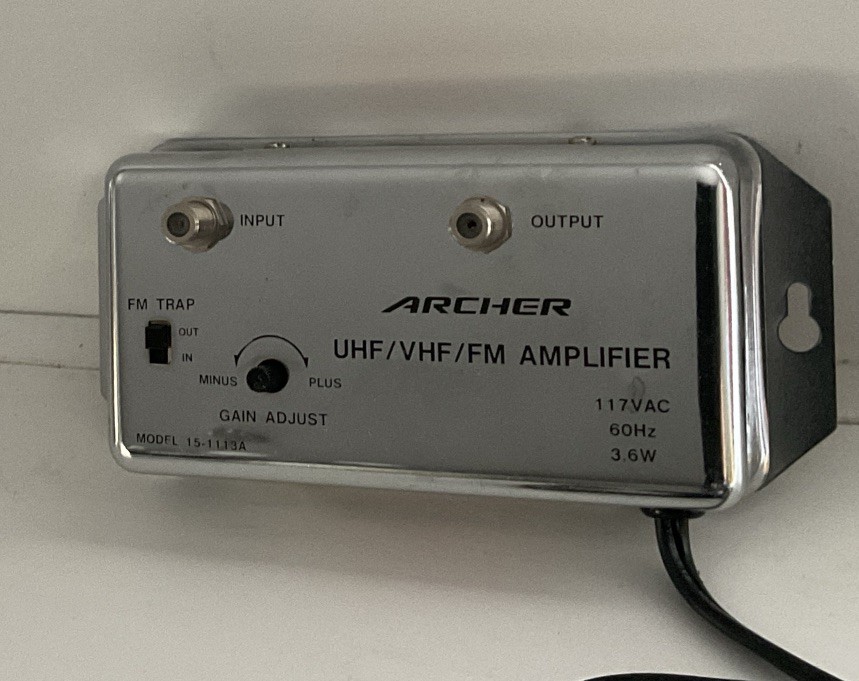 INPUT
OUTPUT
FM TRAP
OUT
IN
ARCHER
UHF/VHF/FM AMPLIFIER
MINUS PLUS
GAIN ADJUST
117VAC
60Hz
3.6W
MODEL 15-1113A